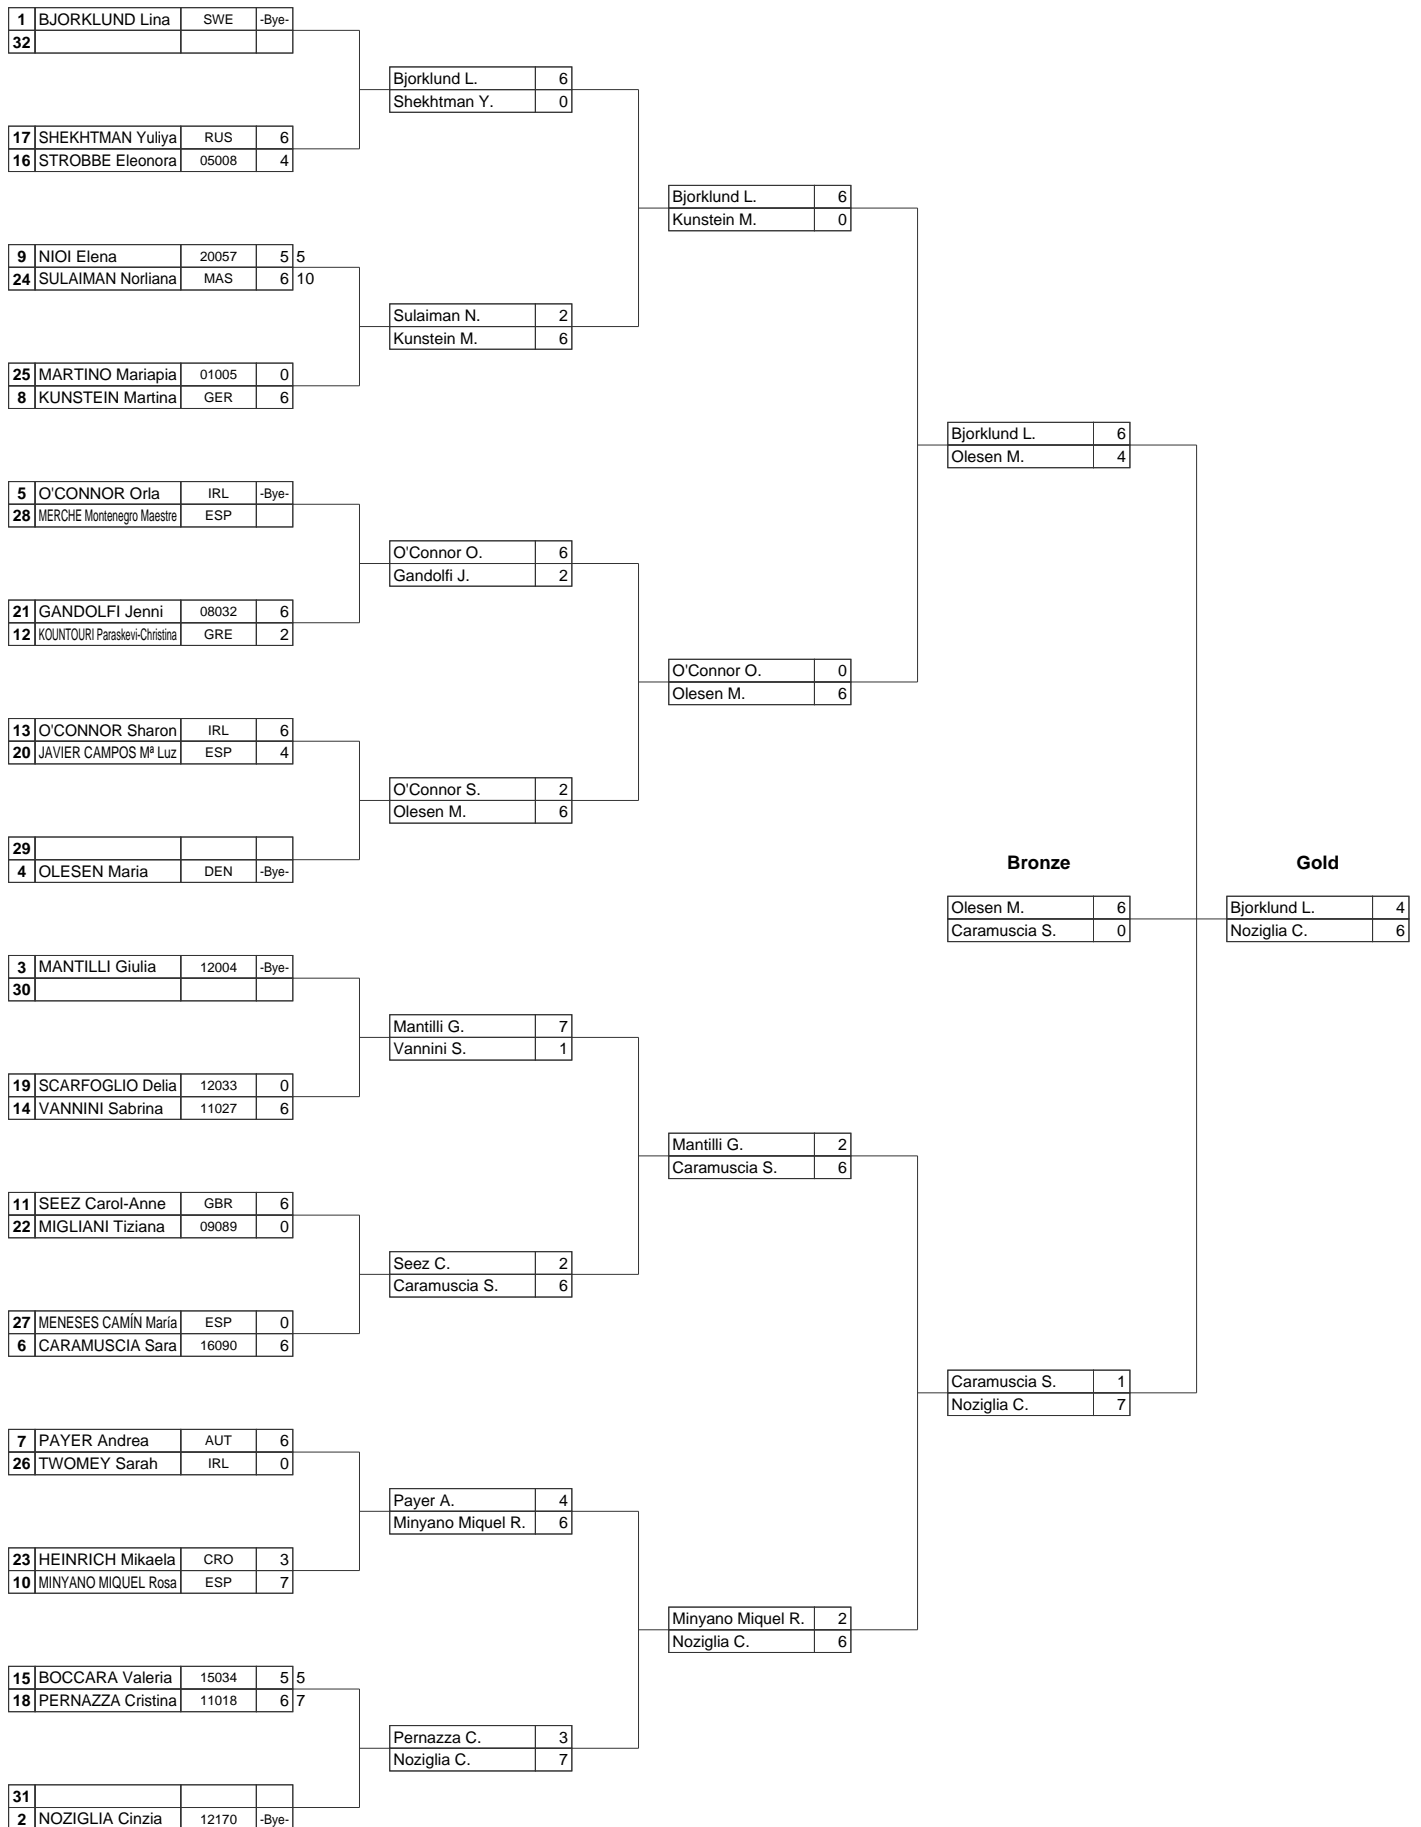 1 BJORKLUND Lina SWE -Bye-
32
Bjorklund L. 6
Shekhtman Y. 0
17 SHEKHTMAN Yuliya RUS 6
16 STROBBE Eleonora 05008 4
Bjorklund L. 6
Kunstein M. 0
9 NIOI Elena 20057 5 5
24 SULAIMAN Norliana MAS 6 10
Sulaiman N. 2
Kunstein M. 6
25 MARTINO Mariapia 01005 0
8 KUNSTEIN Martina GER 6
Bjorklund L. 6
Olesen M. 4
5 O'CONNOR Orla IRL -Bye-
28 MERCHE Montenegro Maestre ESP
O'Connor O. 6
Gandolfi J. 2
21 GANDOLFI Jenni 08032 6
12 KOUNTOURI Paraskevi-Christina GRE 2
O'Connor O. 0
Olesen M. 6
13 O'CONNOR Sharon IRL 6
20 JAVIER CAMPOS Mª Luz ESP 4
O'Connor S. 2
Olesen M. 6
29
4 OLESEN Maria DEN -Bye-
Bronze Gold
Olesen M. 6 Bjorklund L. 4
Caramuscia S. 0 Noziglia C. 6
3 MANTILLI Giulia 12004 -Bye-
30
Mantilli G. 7
Vannini S. 1
19 SCARFOGLIO Delia 12033 0
14 VANNINI Sabrina 11027 6
Mantilli G. 2
Caramuscia S. 6
11 SEEZ Carol-Anne GBR 6
22 MIGLIANI Tiziana 09089 0
Seez C. 2
Caramuscia S. 6
27 MENESES CAMÍN María ESP 0
6 CARAMUSCIA Sara 16090 6
Caramuscia S. 1
Noziglia C. 7
7 PAYER Andrea AUT 6
26 TWOMEY Sarah IRL 0
Payer A. 4
Minyano Miquel R. 6
23 HEINRICH Mikaela CRO 3
10 MINYANO MIQUEL Rosa ESP 7
Minyano Miquel R. 2
Noziglia C. 6
15 BOCCARA Valeria 15034 5 5
18 PERNAZZA Cristina 11018 6 7
Pernazza C. 3
Noziglia C. 7
31
2 NOZIGLIA Cinzia 12170 -Bye-